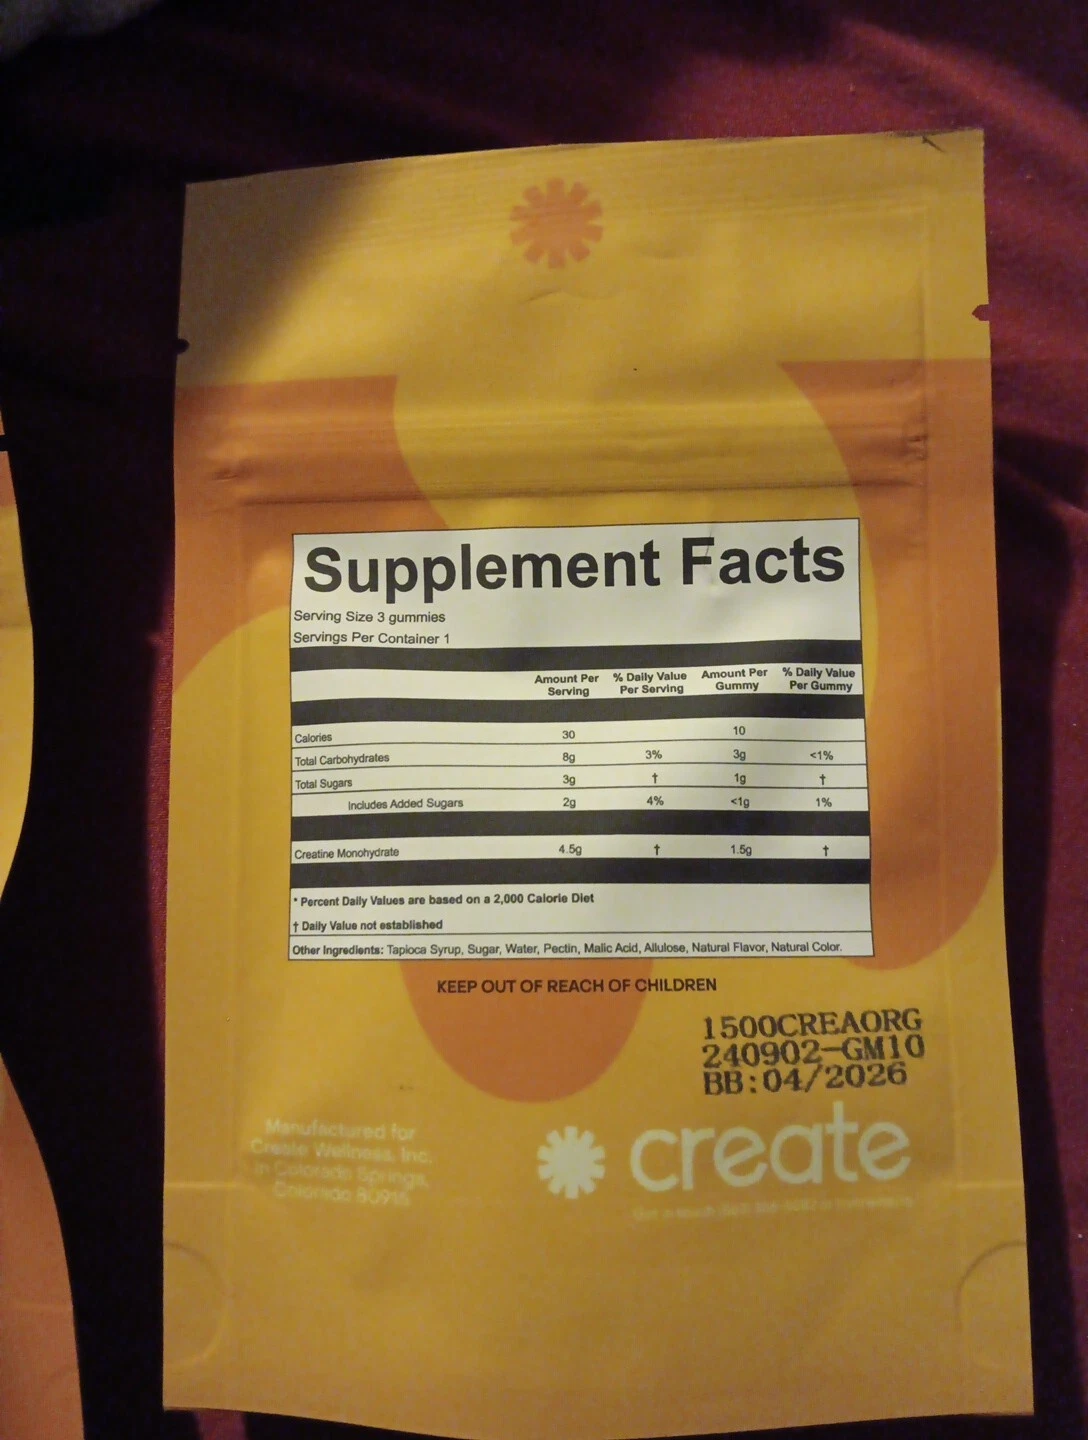 Supplement Facts
Serving Size 3 gummies
Servings Per Container 1
Amount Per Serving % Daily Value Per Serving Amount Per Gummy % Daily Value Per Gummy
Calories 30 10
Total Carbohydrates 8g 3% 3g <1%
Total Sugars 3g † 1g †
Includes Added Sugars 2g 4% <1g 1%
Creatine Monohydrate 4.5g † 1.5g †
* Percent Daily Values are based on a 2,000 Calorie Diet
† Daily Value not established
Other Ingredients: Tapioca Syrup, Sugar, Water, Pectin, Malic Acid, Allulose, Natural Flavor, Natural Color.
KEEP OUT OF REACH OF CHILDREN
1500CREAORG
240902-GM10
BB:04/2026
Manufactured for
Create Wellness, Inc.
in Colorado Springs,
Colorado
create